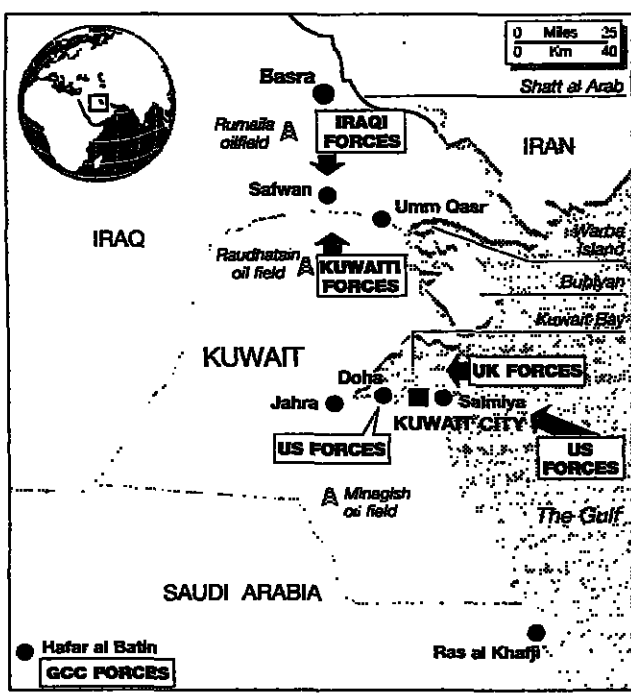 0 Miles 25
0 Km 40
Basra
Shatt al Arab
Rumaila
oilfield
IRAQI
FORCES
IRAN
Safwan
Umm Qasr
IRAQ
Warba
Island
Raudhatain
oil field
KUWAITI
FORCES
Bubiyan
Kuwait Bay
KUWAIT
Doha
UK FORCES
Jahra
Salmiya
KUWAIT CITY
US FORCES
US
FORCES
Minagish
oil field
The Gulf
SAUDI ARABIA
Hafar al Batin
GCC FORCES
Ras al Khafji